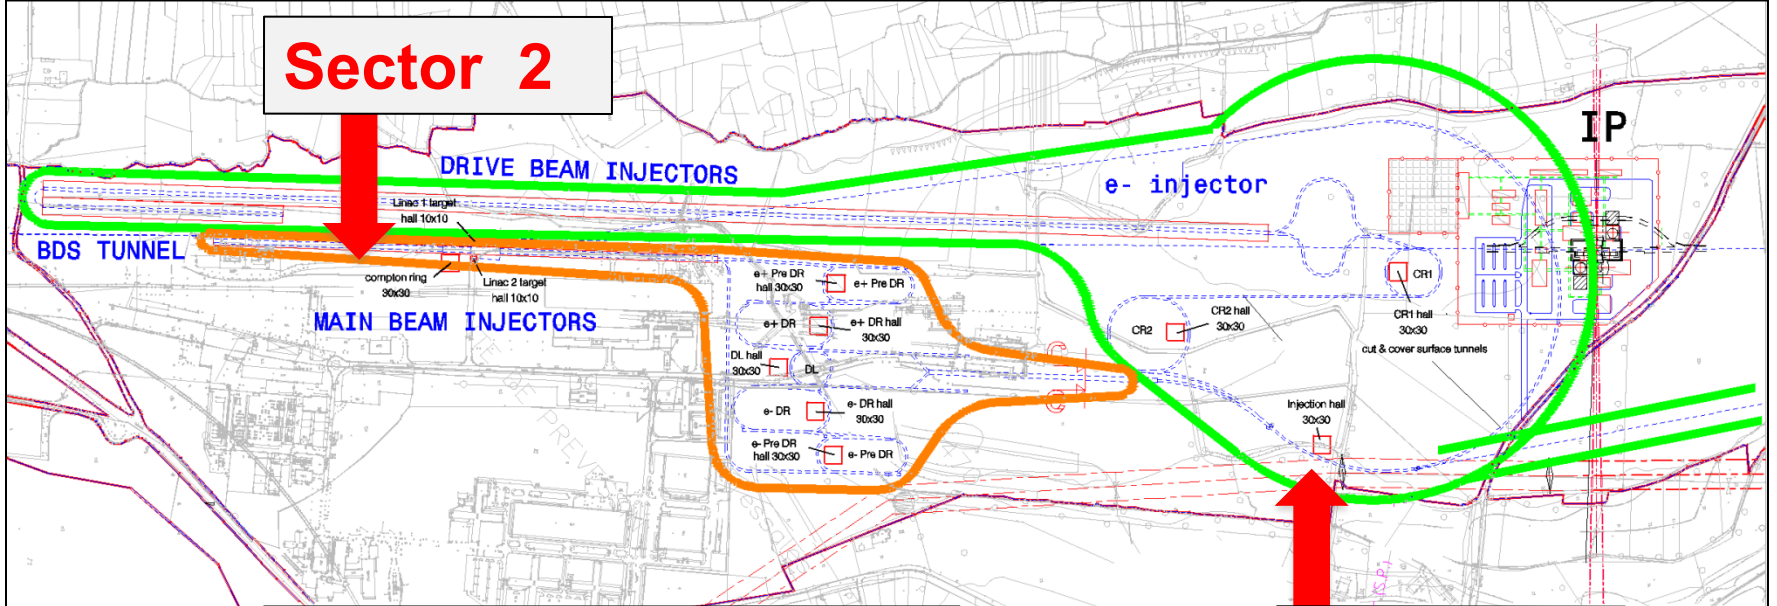 Sector 2
IP
DRIVE BEAM INJECTORS
e- injector
Linac 1 target
hall 10x10
BDS TUNNEL
compton ring
30x30
Linac 2 target
hall 10x10
MAIN BEAM INJECTORS
e+ Pre DR
hall 30x30
e+ Pre DR
e+ DR
e+ DR hall
30x30
DL hall
30x30
DL
e- DR
e- DR hall
30x30
e- Pre DR
hall 30x30
e- Pre DR
CR1
CR1 hall
30x30
CR2
CR2 hall
30x30
cut & cover surface tunnels
Injection hall
30x30